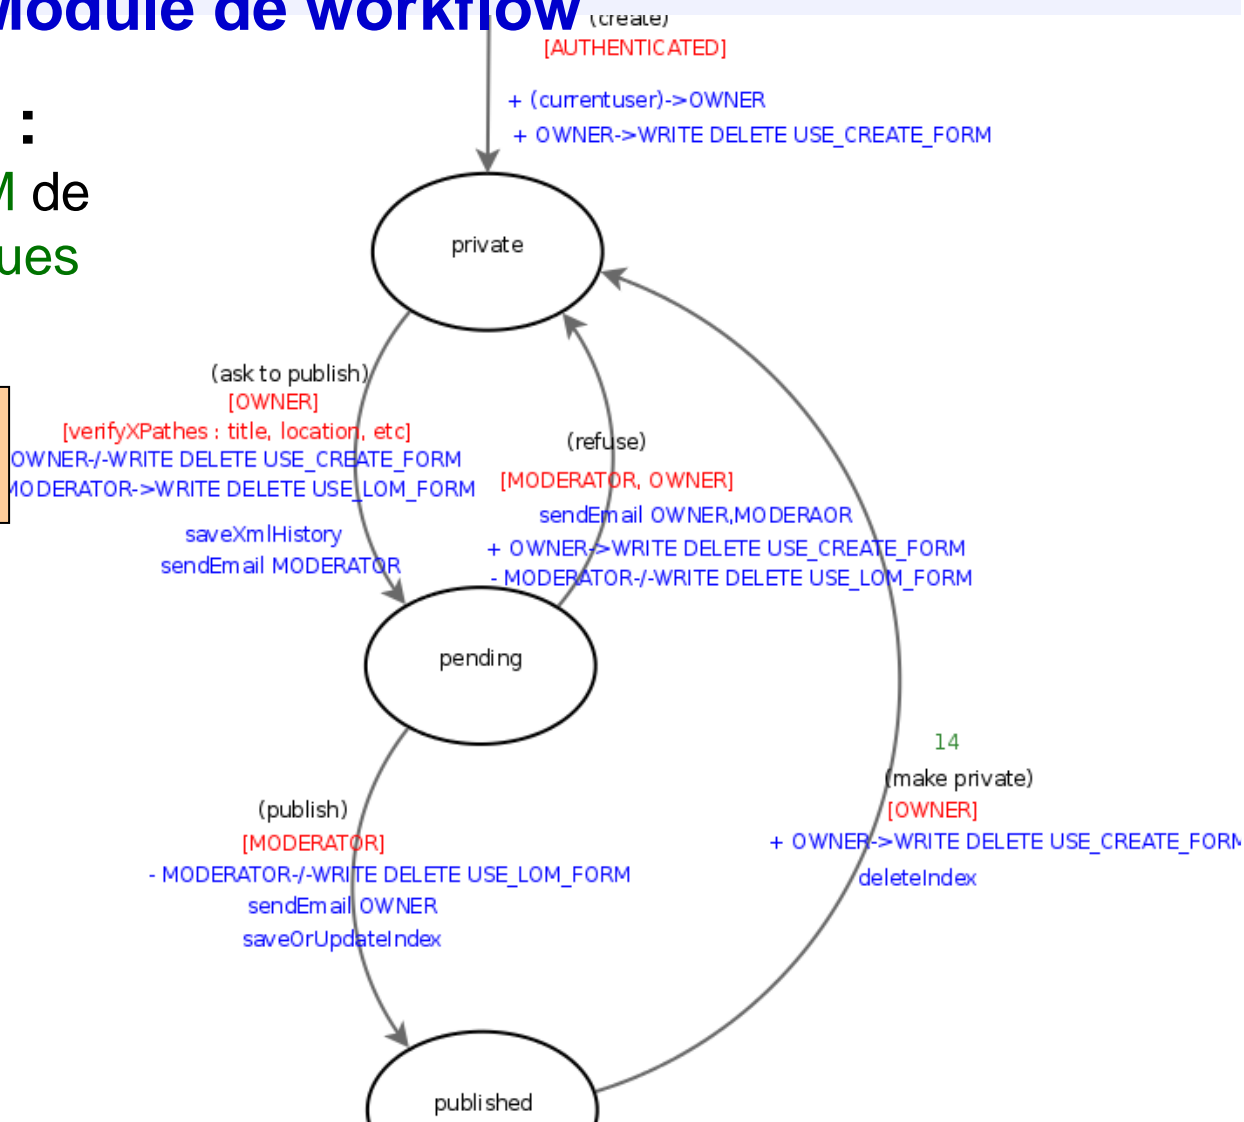 Module de workflow
(create)
[AUTHENTICATED]
+ (currentuser)->OWNER
+ OWNER->WRITE DELETE USE_CREATE_FORM
:
M de
ues
private
(ask to publish)
[OWNER]
[verifyXPathes : title, location, etc]
OWNER-/-WRITE DELETE USE_CREATE_FORM
MODERATOR->WRITE DELETE USE_LOM_FORM
saveXmlHistory
sendEmail MODERATOR
(refuse)
[MODERATOR, OWNER]
sendEmail OWNER,MODERAOR
+ OWNER->WRITE DELETE USE_CREATE_FORM
- MODERATOR-/-WRITE DELETE USE_LOM_FORM
pending
14
(make private)
[OWNER]
+ OWNER->WRITE DELETE USE_CREATE_FORM
deleteIndex
(publish)
[MODERATOR]
- MODERATOR-/-WRITE DELETE USE_LOM_FORM
sendEmail OWNER
saveOrUpdateIndex
published